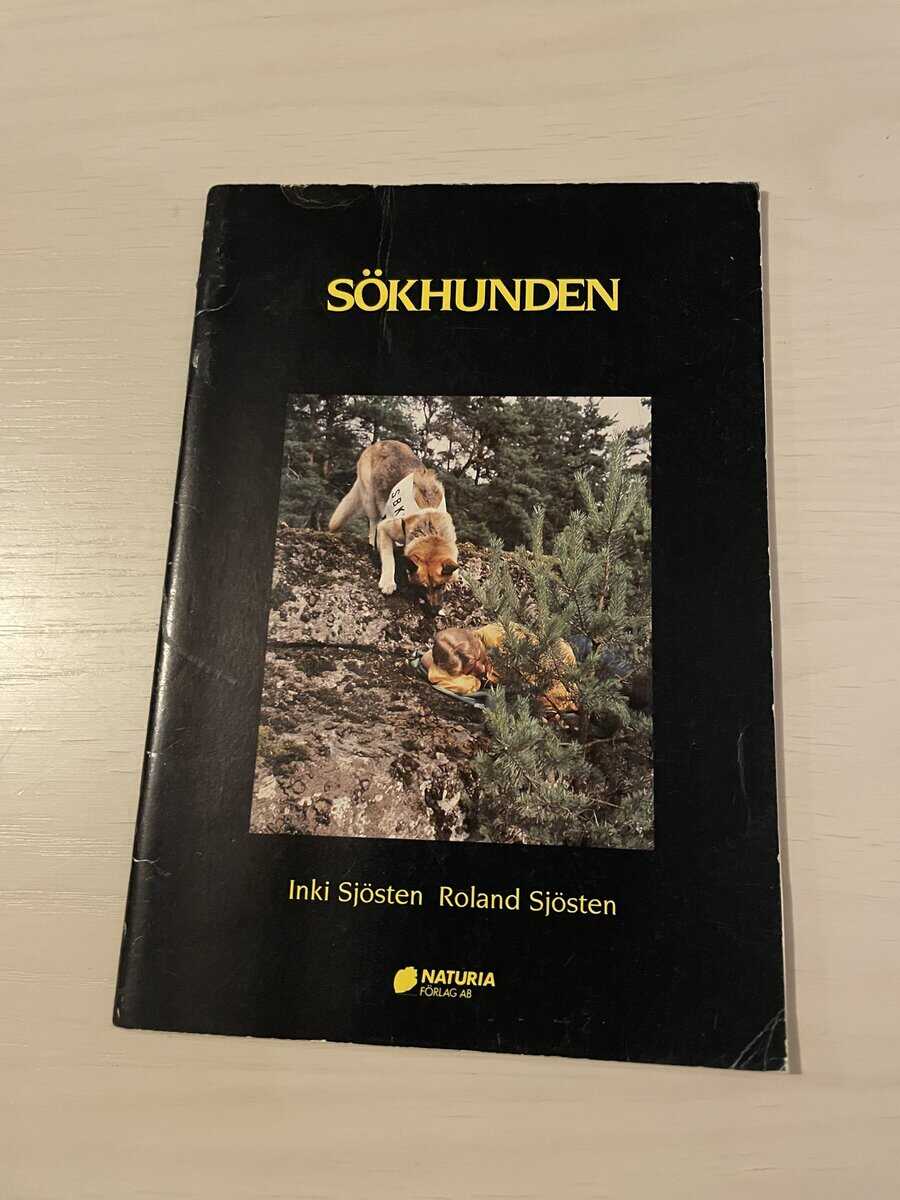 SÖKHUNDEN
SBK
Inki Sjösten Roland Sjösten
NATURIA
FÖRLAG AB